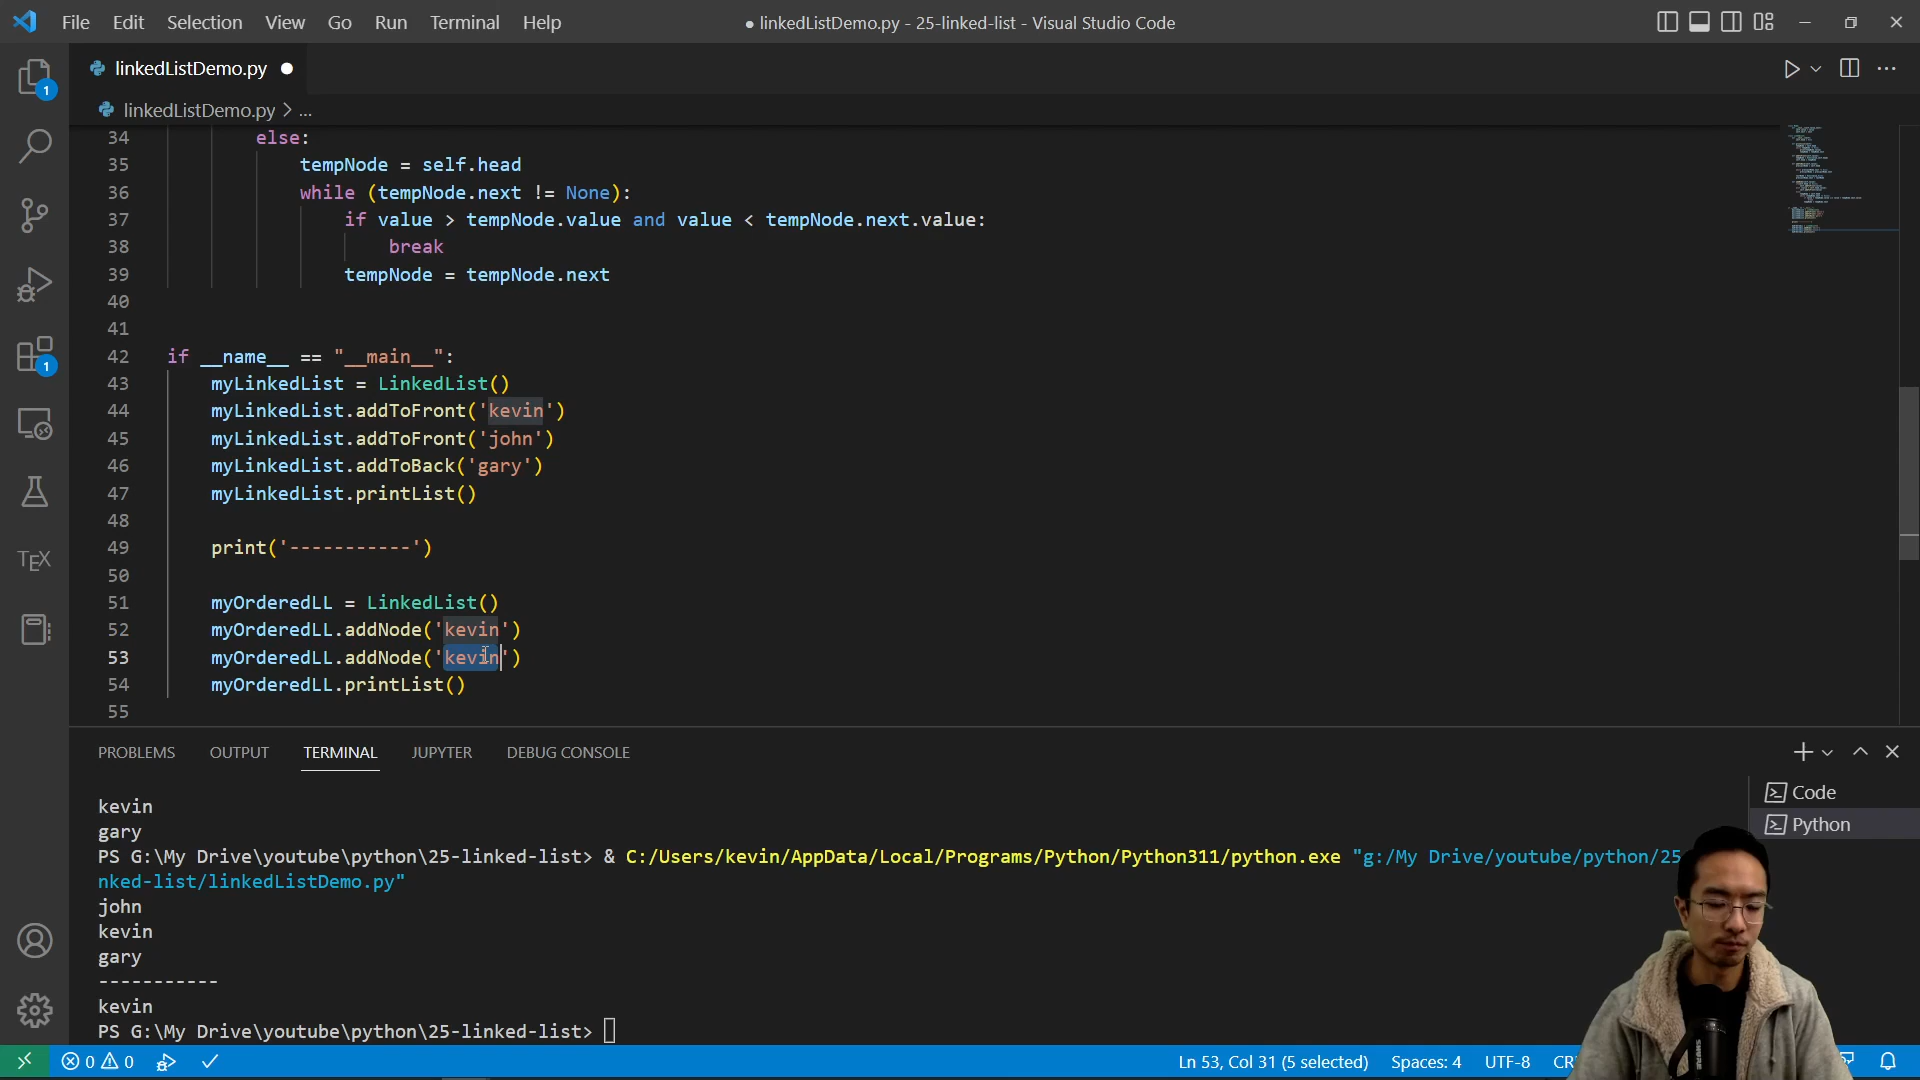 File Edit Selection View Go Run Terminal Help
● linkedListDemo.py - 25-linked-list - Visual Studio Code
linkedListDemo.py ●
linkedListDemo.py > ...
34 else:
35 tempNode = self.head
36 while (tempNode.next != None):
37 if value > tempNode.value and value < tempNode.next.value:
38 break
39 tempNode = tempNode.next
40
41
42 if __name__ == "__main__":
43 myLinkedList = LinkedList()
44 myLinkedList.addToFront('kevin')
45 myLinkedList.addToFront('john')
46 myLinkedList.addToBack('gary')
47 myLinkedList.printList()
48
49 print('-----------')
50
51 myOrderedLL = LinkedList()
52 myOrderedLL.addNode('kevin')
53 myOrderedLL.addNode('kevin')
54 myOrderedLL.printList()
55
1
1
TEX
PROBLEMS OUTPUT TERMINAL JUPYTER DEBUG CONSOLE
Code
Python
kevin
gary
PS G:\My Drive\youtube\python\25-linked-list> & C:/Users/kevin/AppData/Local/Programs/Python/Python311/python.exe "g:/My Drive/youtube/python/25
nked-list/linkedListDemo.py"
john
kevin
gary
-----------
kevin
PS G:\My Drive\youtube\python\25-linked-list>
0 0 Ln 53, Col 31 (5 selected) Spaces: 4 UTF-8